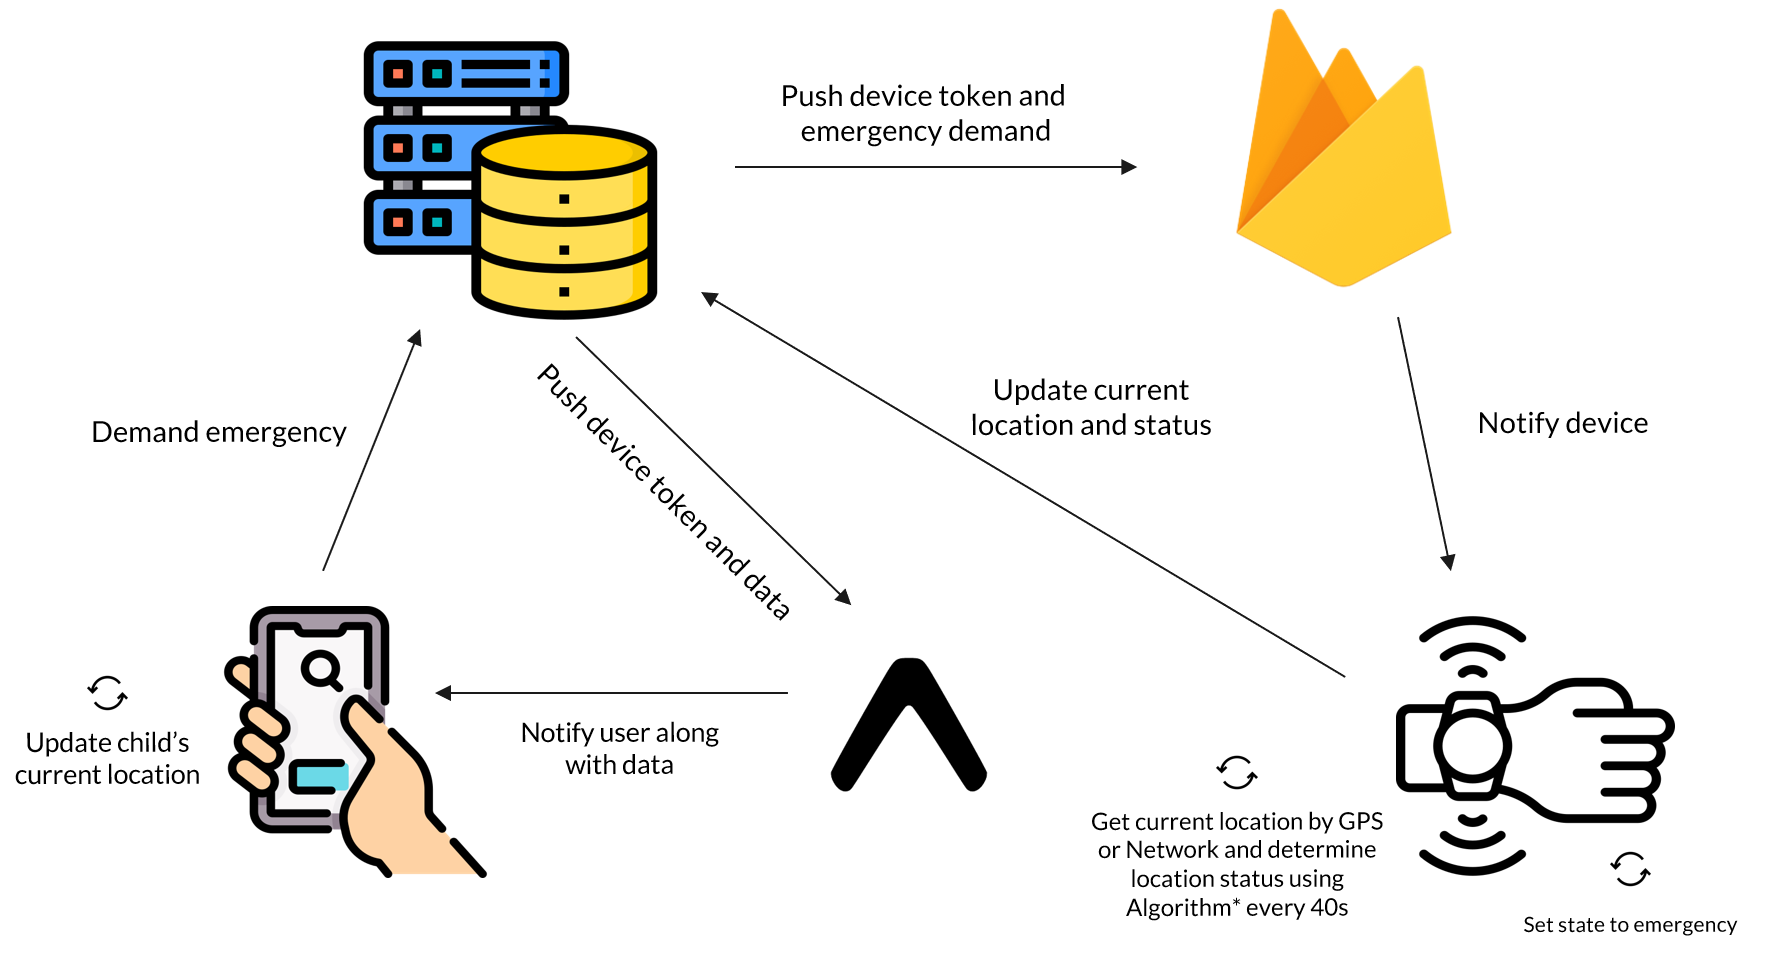 Push device token and
emergency demand
Update current
location and status
Notify device
Demand emergency
Push device token and data
Notify user along
with data
Update child's
current location
Get current location by GPS
or Network and determine
location status using
Algorithm* every 40s
Set state to emergency